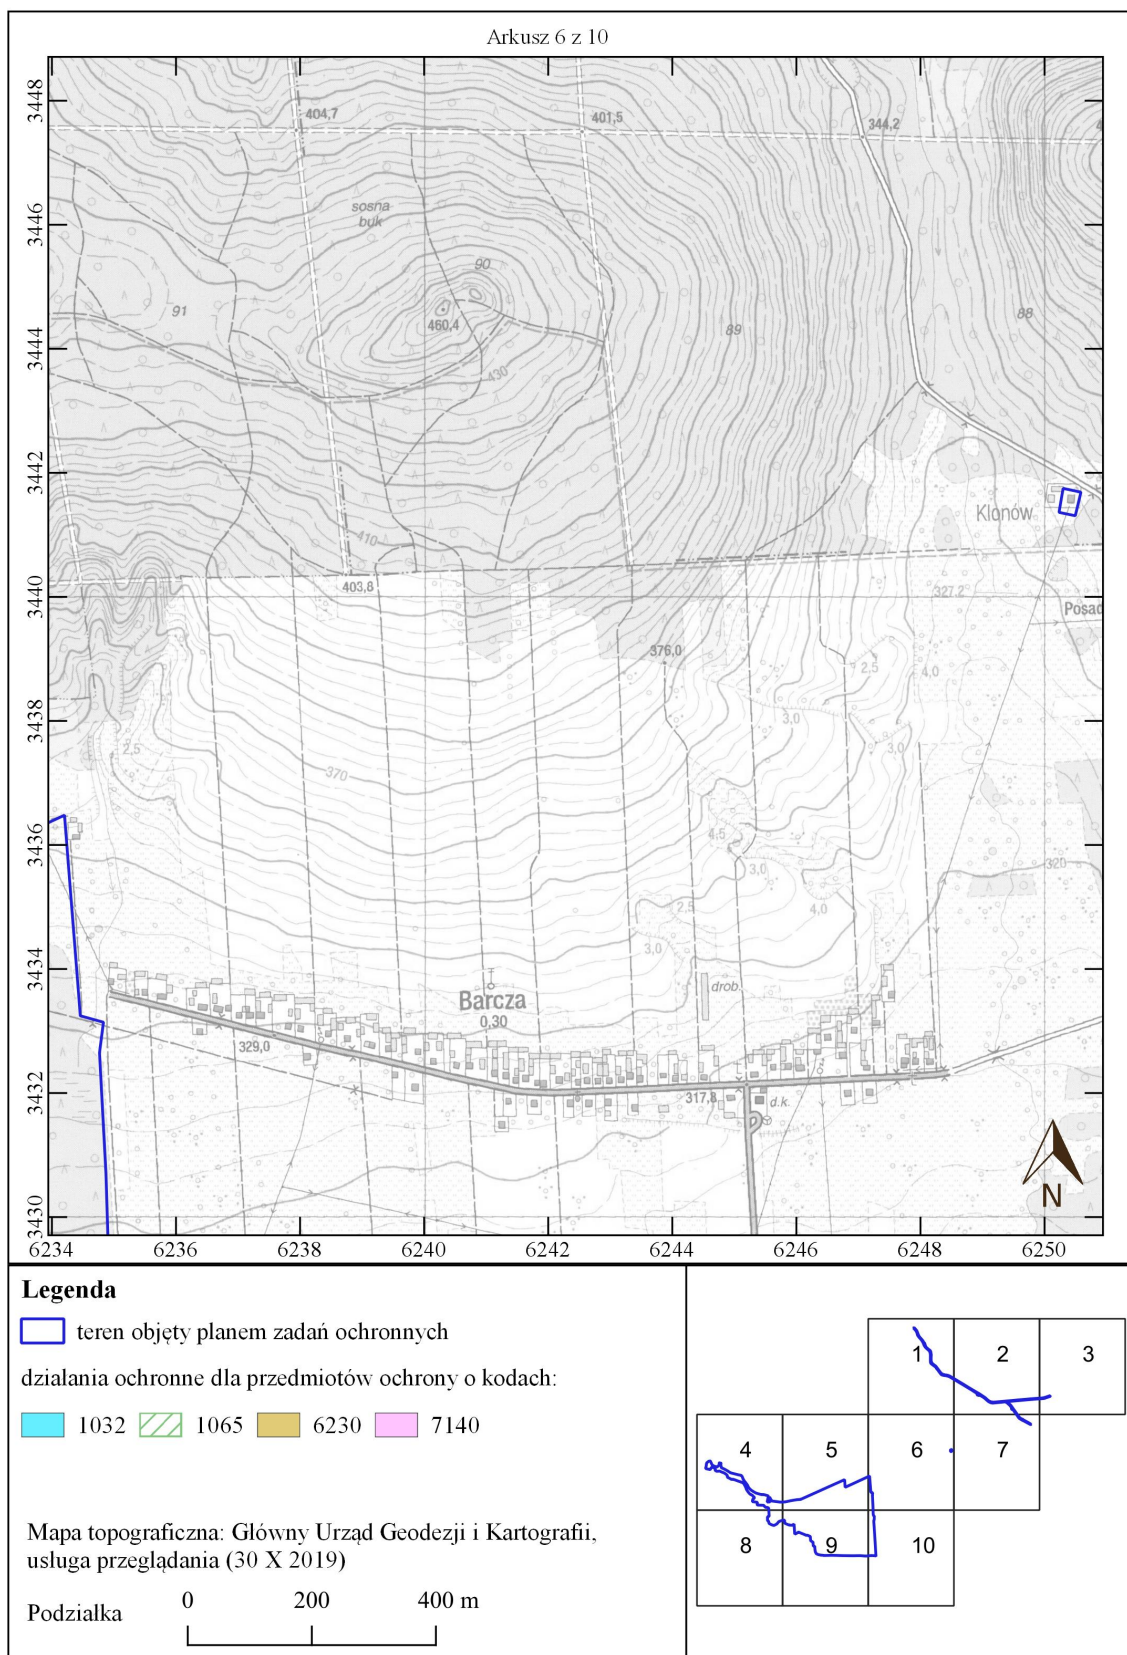 Arkusz 6 z 10
404,7
401,5
344,2
3448
sosna
buk
3446
90
91
460,4
89
88
3444
430
3442
Klonów
410
3440
403,8
327,2
Posad
376,0
2,5
4,0
3438
3,0
2,5
3,0
370
3436
4,5
3,0
320
2,5
4,0
3,0
3434
drob.
Barcza
0.30
329,0
3432
317,8
d.k.
N
3430
6234 6236 6238 6240 6242 6244 6246 6248 6250
Legenda
teren objęty planem zadań ochronnych
działania ochronne dla przedmiotów ochrony o kodach:
1032 1065 6230 7140
Mapa topograficzna: Główny Urząd Geodezji i Kartografii,
usługa przeglądania (30 X 2019)
Podziałka 0 200 400 m
1 2 3
4 5 6 7
8 9 10